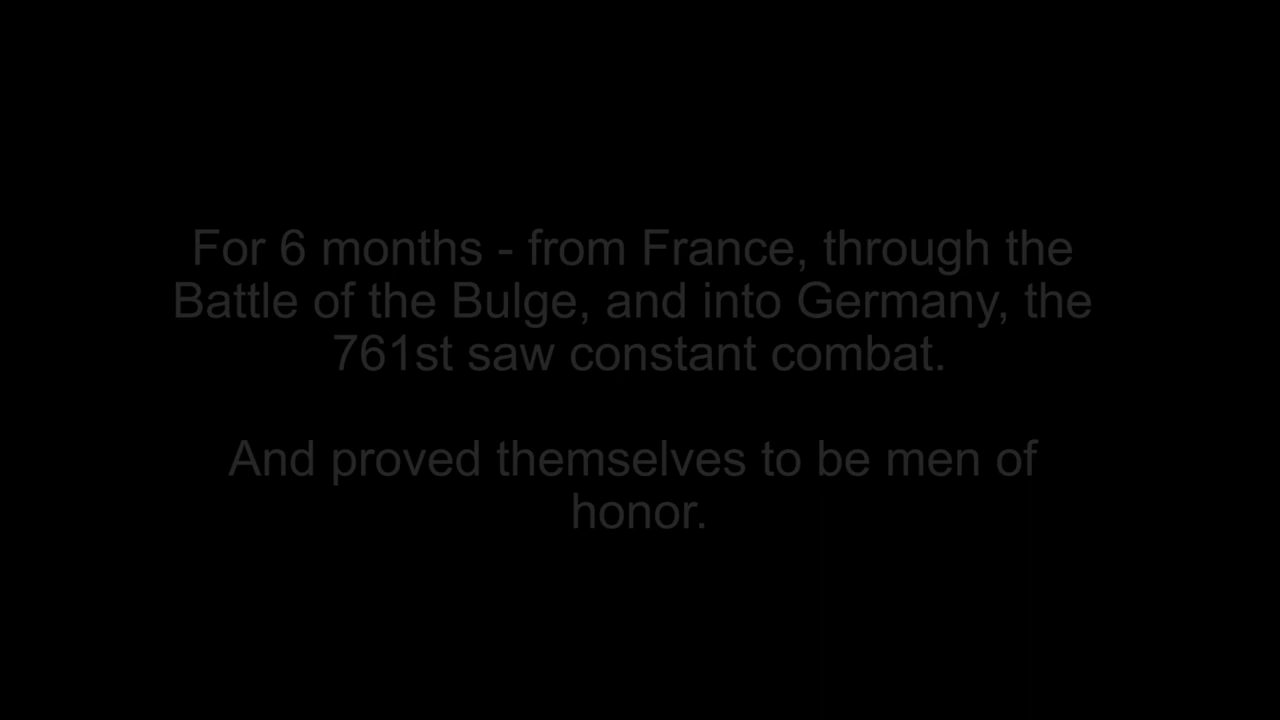 For 6 months - from France, through the
Battle of the Bulge, and into Germany, the
761st saw constant combat.
And proved themselves to be men of
honor.